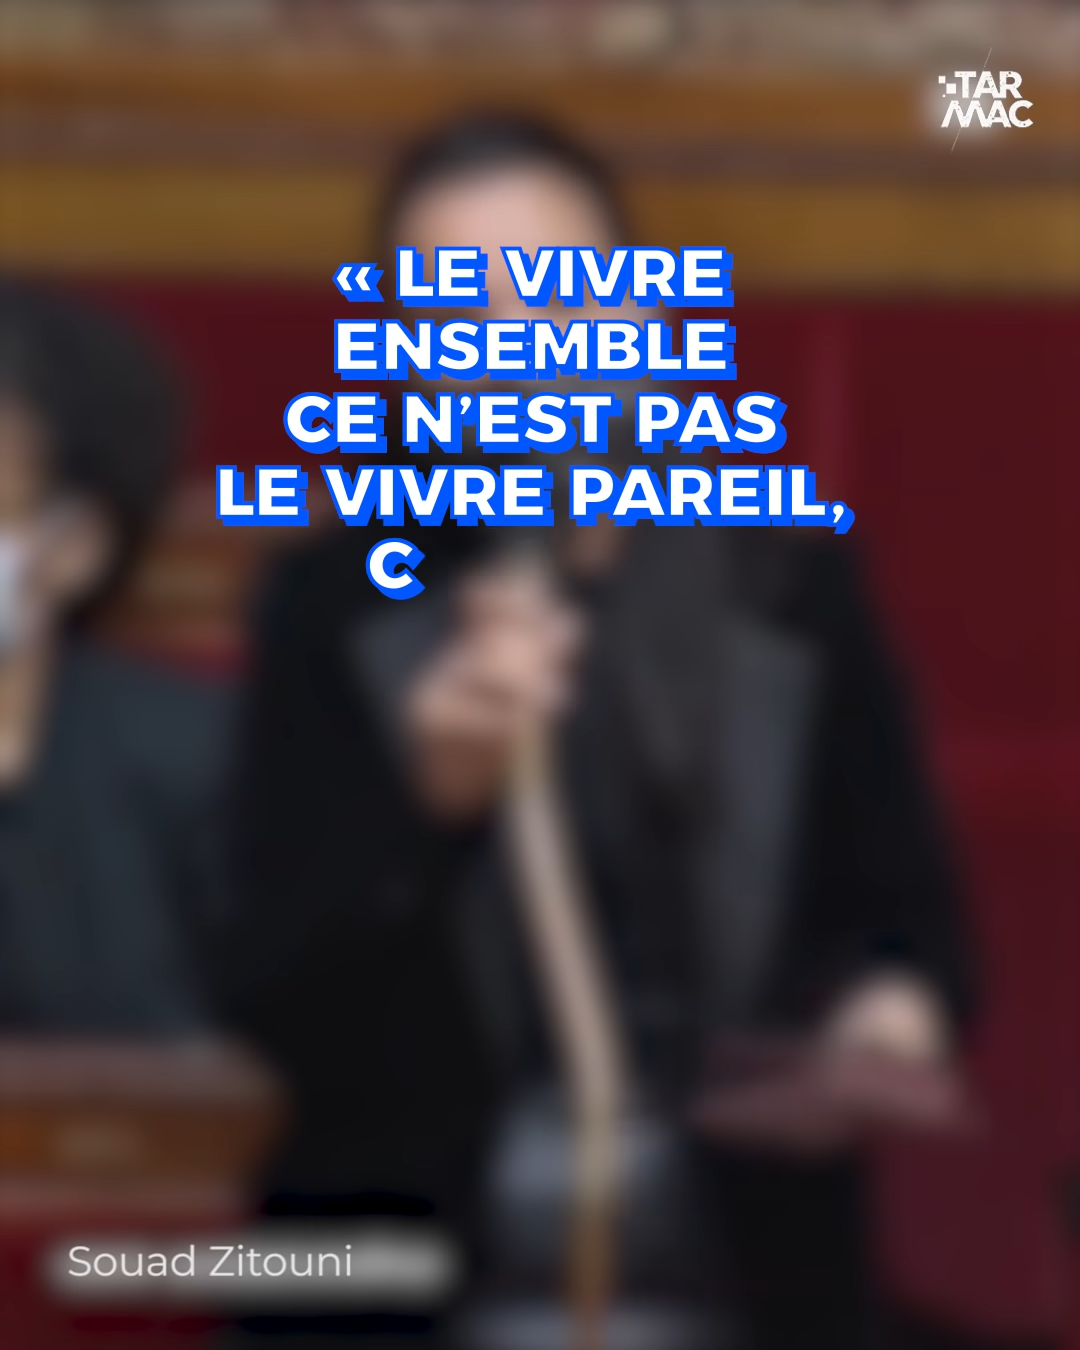 TAR
MAC
« LE VIVRE
ENSEMBLE
CE N’EST PAS
LE VIVRE PAREIL,
C
Souad Zitouni